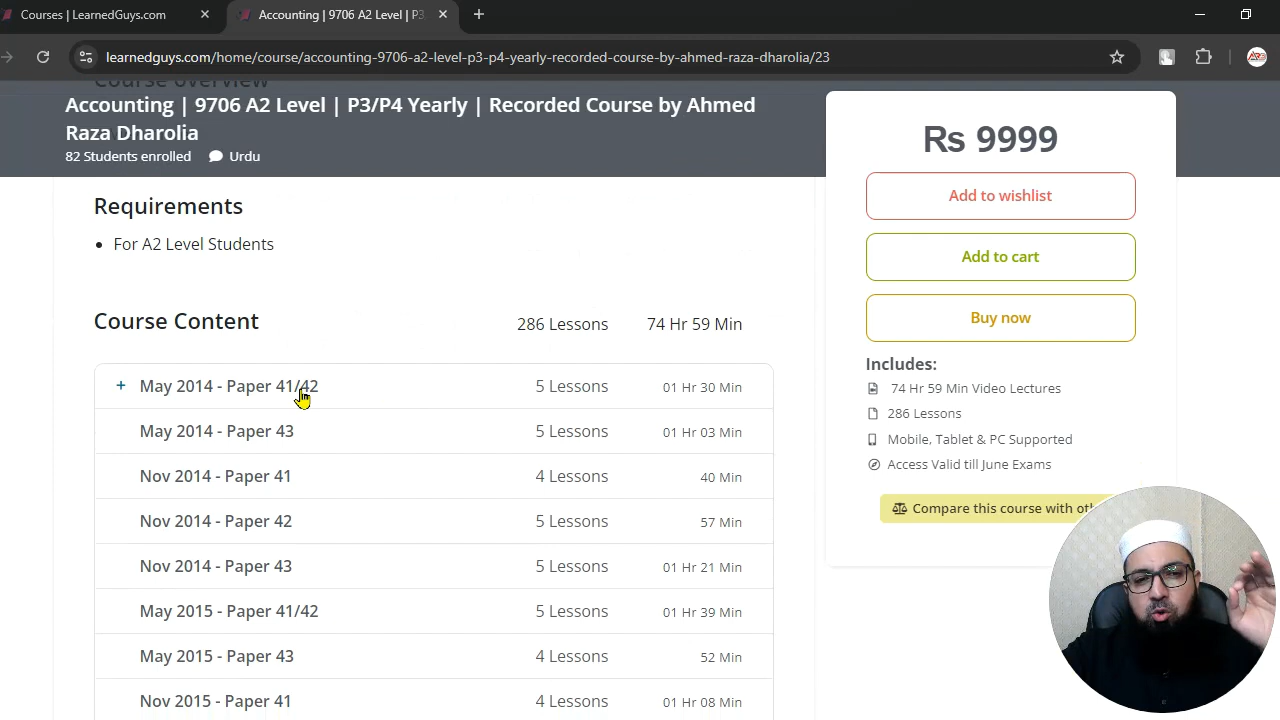 Courses | LearnedGuys.com
Accounting | 9706 A2 Level | P3
learnedguys.com/home/course/accounting-9706-a2-level-p3-p4-yearly-recorded-course-by-ahmed-raza-dharolia/23
Course overview
Accounting | 9706 A2 Level | P3/P4 Yearly | Recorded Course by Ahmed
Raza Dharolia
82 Students enrolled Urdu
Requirements
• For A2 Level Students
Course Content 286 Lessons 74 Hr 59 Min
+ May 2014 - Paper 41/42 5 Lessons 01 Hr 30 Min
May 2014 - Paper 43 5 Lessons 01 Hr 03 Min
Nov 2014 - Paper 41 4 Lessons 40 Min
Nov 2014 - Paper 42 5 Lessons 57 Min
Nov 2014 - Paper 43 5 Lessons 01 Hr 21 Min
May 2015 - Paper 41/42 5 Lessons 01 Hr 39 Min
May 2015 - Paper 43 4 Lessons 52 Min
Nov 2015 - Paper 41 4 Lessons 01 Hr 08 Min
Rs 9999
Add to wishlist
Add to cart
Buy now
Includes:
74 Hr 59 Min Video Lectures
286 Lessons
Mobile, Tablet & PC Supported
Access Valid till June Exams
Compare this course with oth